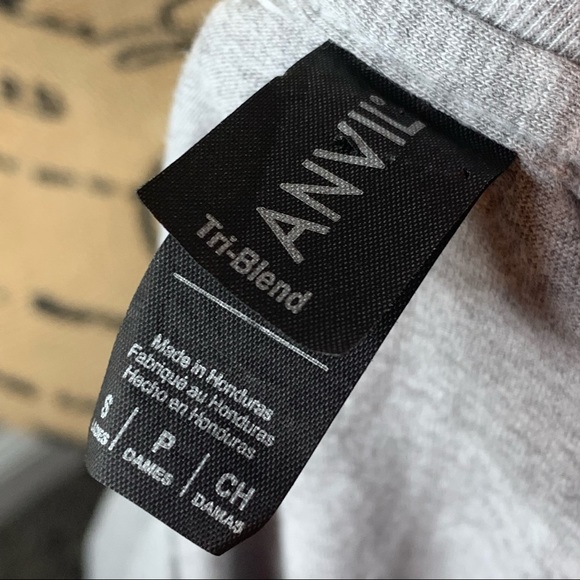 ANVIL®
Tri-Blend
Made in Honduras
Fabriqué au Honduras
Hecho en Honduras
S / P / CH
DAMES DAMAS